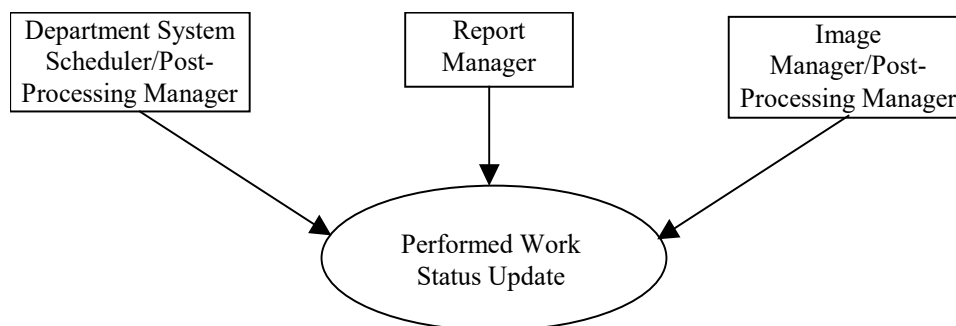 Department System
Scheduler/Post-
Processing Manager
Report
Manager
Image
Manager/Post-
Processing Manager
Performed Work
Status Update